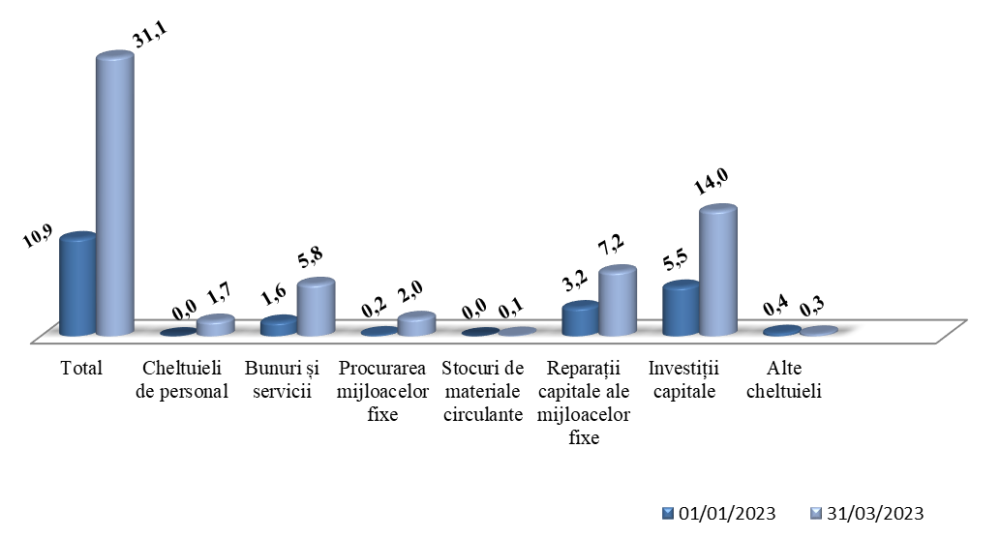 31,1
10,9
0,0
1,7
1,6
5,8
0,2
2,0
0,0
0,1
3,2
7,2
5,5
14,0
0,4
0,3
Total
Cheltuieli
de personal
Bunuri și
servicii
Procurarea
mijloacelor
fixe
Stocuri de
materiale
circulante
Reparații
capitale ale
mijloacelor
fixe
Investiții
capitale
Alte
cheltuieli
01/01/2023
31/03/2023